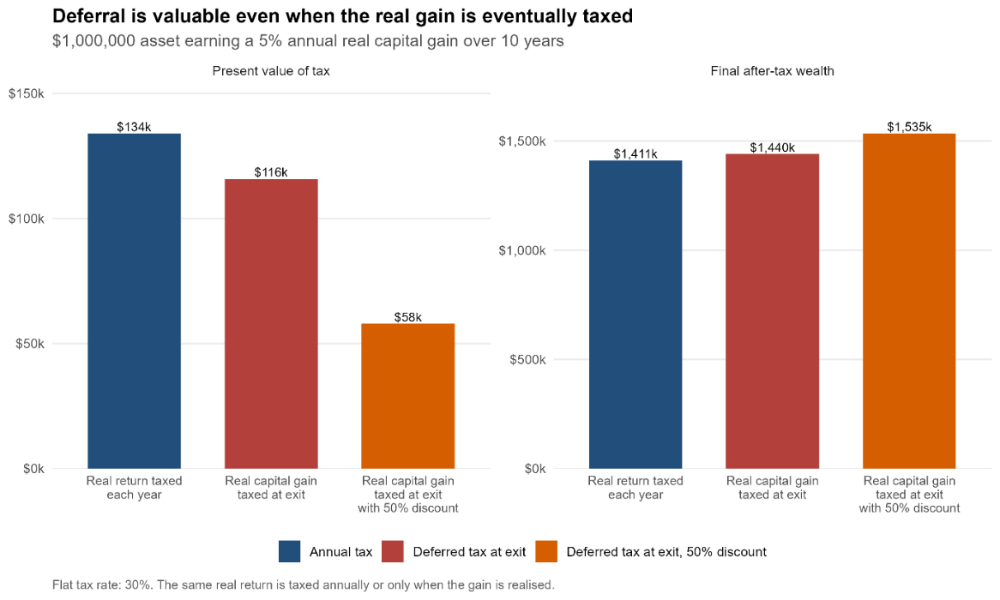 Deferral is valuable even when the real gain is eventually taxed
$1,000,000 asset earning a 5% annual real capital gain over 10 years
Present value of tax
$150k
$100k
$50k
$0k
$134k
$116k
$58k
Real return taxed
each year
Real capital gain
taxed at exit
Real capital gain
taxed at exit
with 50% discount
Final after-tax wealth
$1,500k
$1,000k
$500k
$0k
$1,411k
$1,440k
$1,535k
Real return taxed
each year
Real capital gain
taxed at exit
Real capital gain
taxed at exit
with 50% discount
Annual tax
Deferred tax at exit
Deferred tax at exit, 50% discount
Flat tax rate: 30%. The same real return is taxed annually or only when the gain is realised.